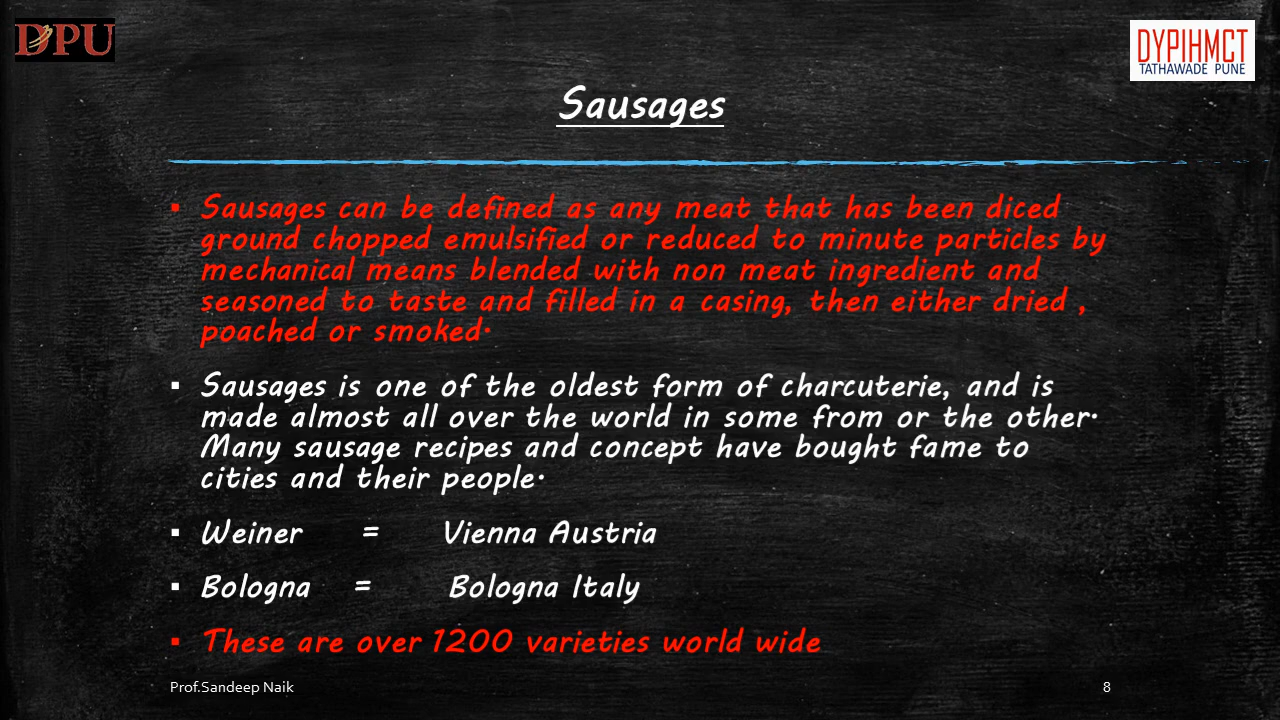 DPU
DYPIHMCT
TATHAWADE PUNE
Sausages
▪ Sausages can be defined as any meat that has been diced
ground chopped emulsified or reduced to minute particles by
mechanical means blended with non meat ingredient and
seasoned to taste and filled in a casing, then either dried ,
poached or smoked.
▪ Sausages is one of the oldest form of charcuterie, and is
made almost all over the world in some from or the other.
Many sausage recipes and concept have bought fame to
cities and their people.
▪ Weiner = Vienna Austria
▪ Bologna = Bologna Italy
▪ These are over 1200 varieties world wide
Prof.Sandeep Naik
8